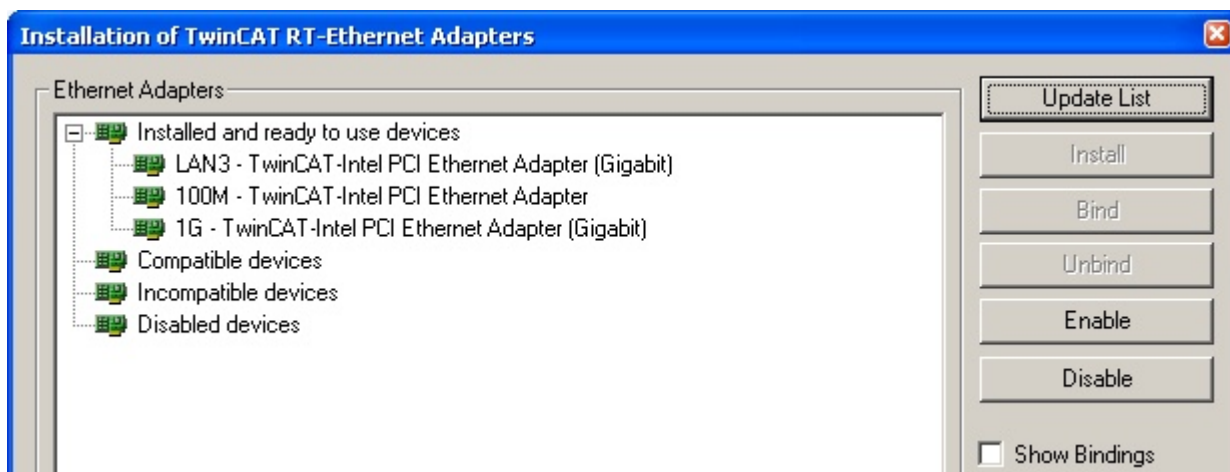 Installation of TwinCAT RT-Ethernet Adapters
Ethernet Adapters
Installed and ready to use devices
LAN3 - TwinCAT-Intel PCI Ethernet Adapter (Gigabit)
100M - TwinCAT-Intel PCI Ethernet Adapter
1G - TwinCAT-Intel PCI Ethernet Adapter (Gigabit)
Compatible devices
Incompatible devices
Disabled devices
Update List
Install
Bind
Unbind
Enable
Disable
Show Bindings